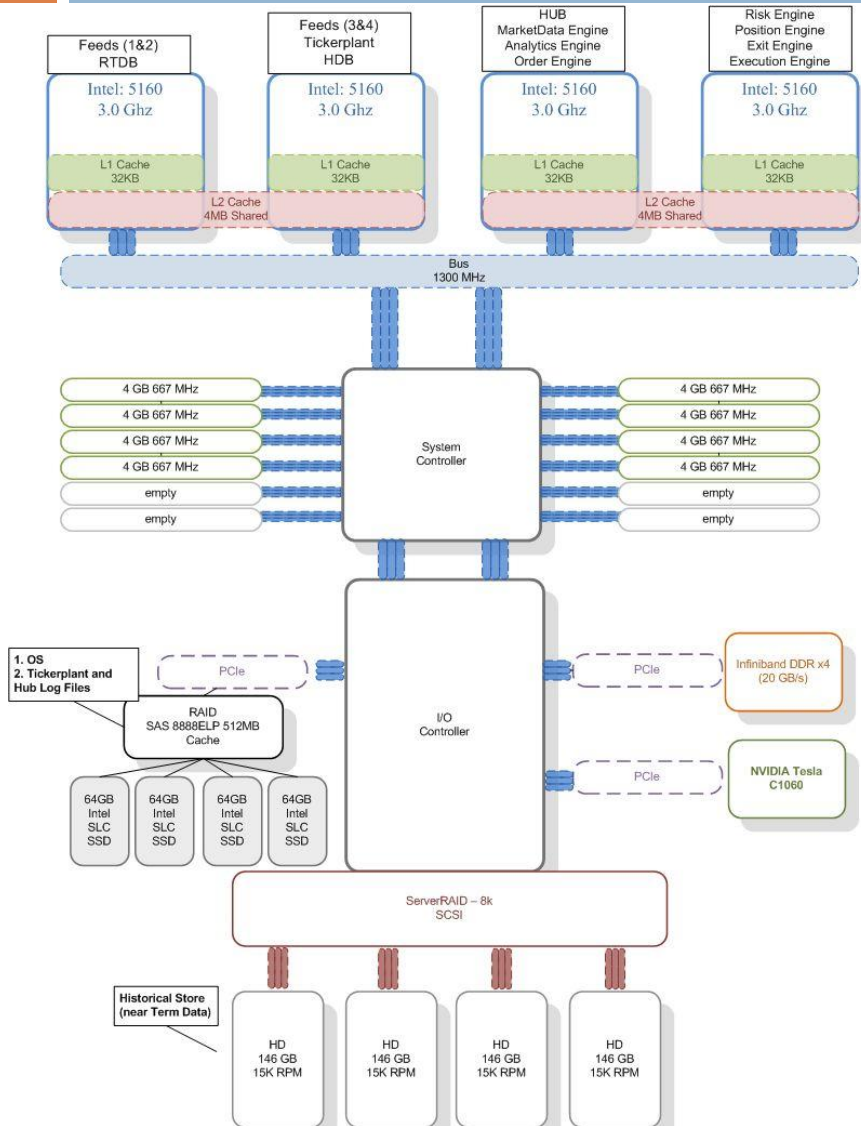 Feeds (1&2)
RTDB
Feeds (3&4)
Tickerplant
HDB
HUB
MarketData Engine
Analytics Engine
Order Engine
Risk Engine
Position Engine
Exit Engine
Execution Engine
Intel: 5160
3.0 Ghz
Intel: 5160
3.0 Ghz
Intel: 5160
3.0 Ghz
Intel: 5160
3.0 Ghz
L1 Cache
32KB
L1 Cache
32KB
L1 Cache
32KB
L1 Cache
32KB
L2 Cache
4MB Shared
L2 Cache
4MB Shared
Bus
1300 MHz
4 GB 667 MHz
4 GB 667 MHz
4 GB 667 MHz
4 GB 667 MHz
empty
empty
System
Controller
4 GB 667 MHz
4 GB 667 MHz
4 GB 667 MHz
4 GB 667 MHz
empty
empty
1. OS
2. Tickerplant and
Hub Log Files
PCIe
RAID
SAS 8888ELP 512MB
Cache
64GB
Intel
SLC
SSD
64GB
Intel
SLC
SSD
64GB
Intel
SLC
SSD
64GB
Intel
SLC
SSD
I/O
Controller
PCIe
Infiniband DDR x4
(20 GB/s)
PCIe
NVIDIA Tesla
C1060
ServerRAID – 8k
SCSI
Historical Store
(near Term Data)
HD
146 GB
15K RPM
HD
146 GB
15K RPM
HD
146 GB
15K RPM
HD
146 GB
15K RPM